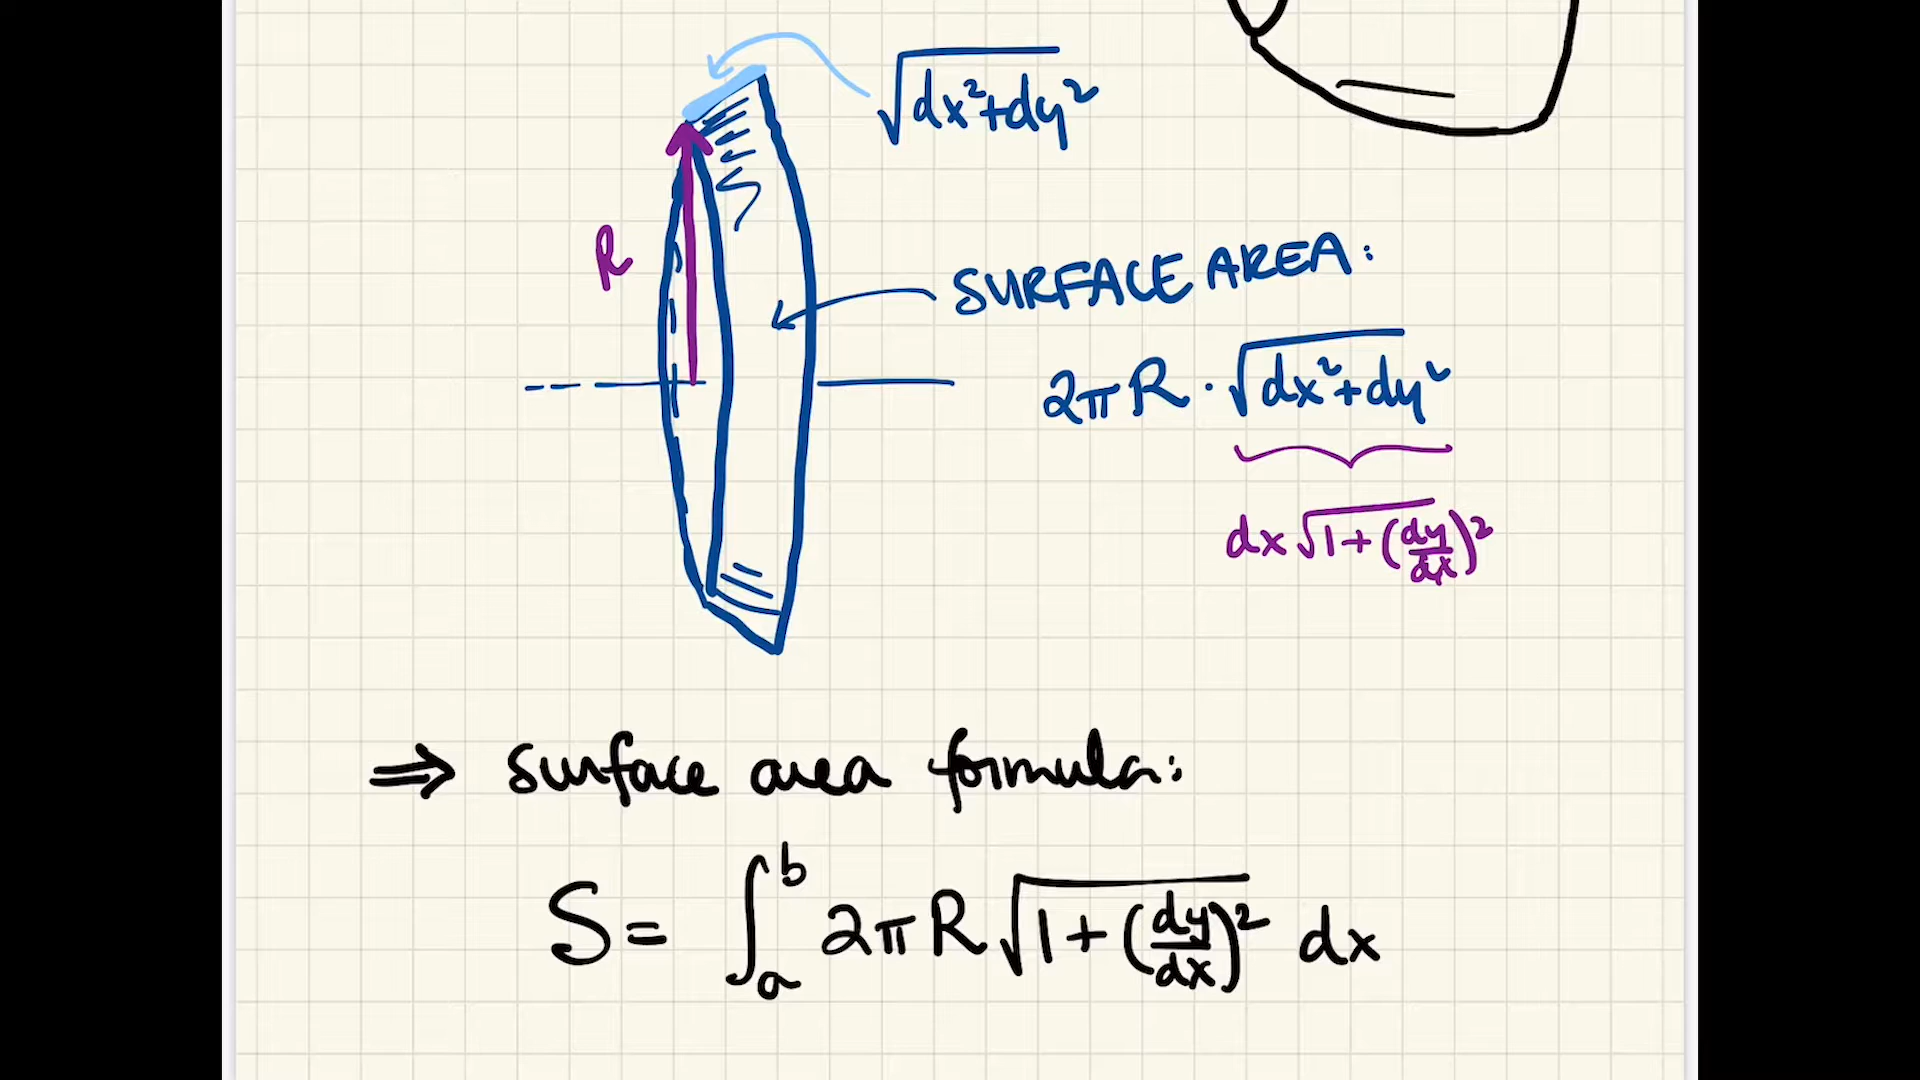 √(dx²+dy²)
R
SURFACE AREA:
2πR · √(dx²+dy²)
dx√(1+(dy/dx)²)
⇒ surface area formula:
S = ∫ₐᵇ 2πR√(1+(dy/dx)²) dx